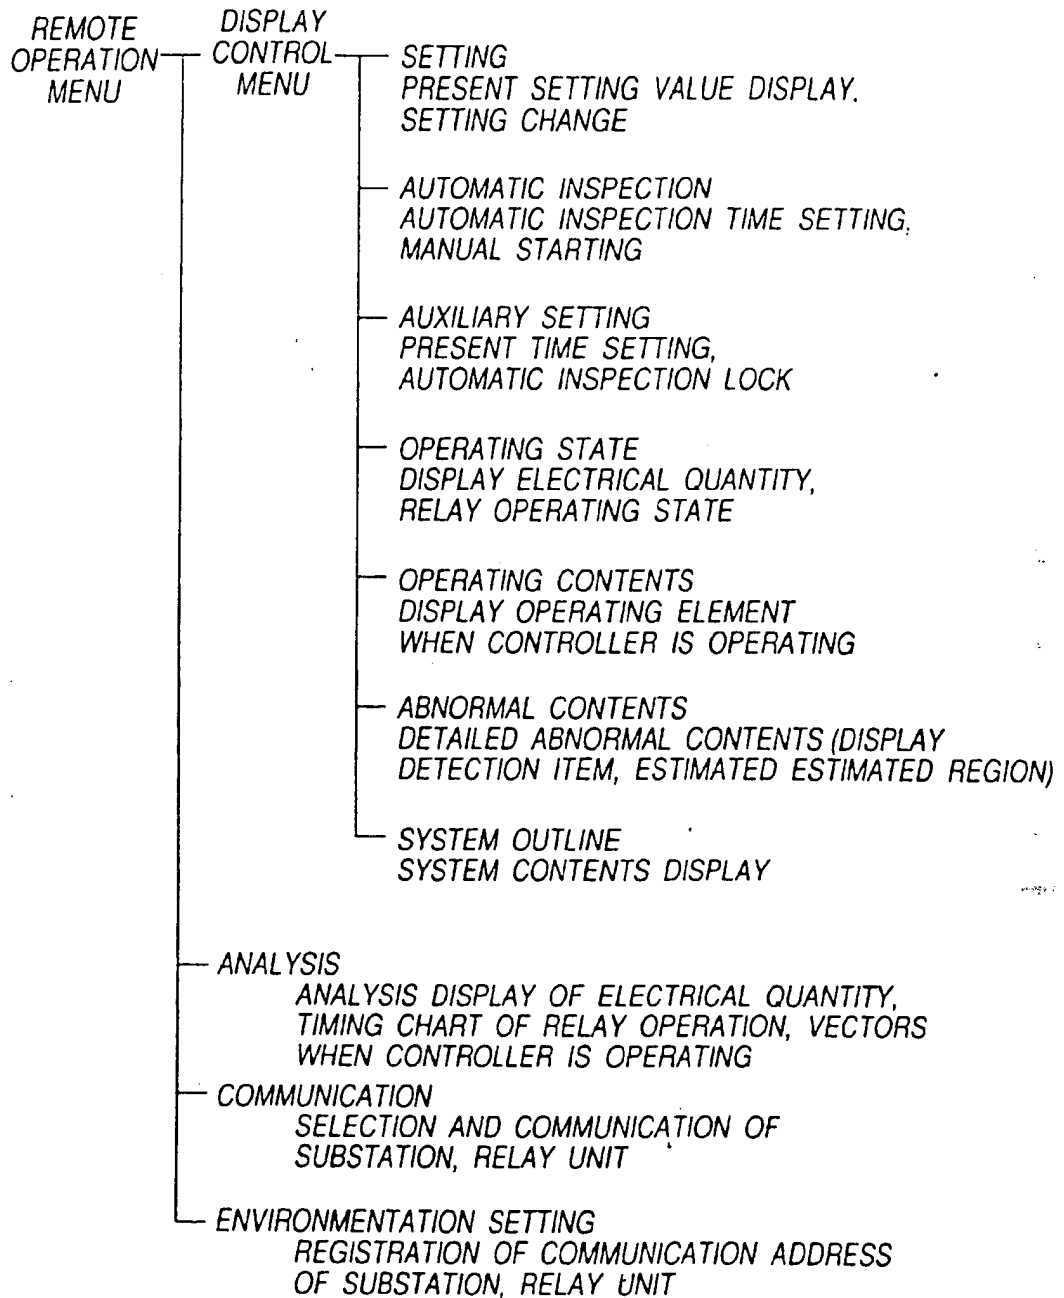 REMOTE
OPERATION
MENU
DISPLAY
CONTROL
MENU
SETTING
PRESENT SETTING VALUE DISPLAY.
SETTING CHANGE
AUTOMATIC INSPECTION
AUTOMATIC INSPECTION TIME SETTING,
MANUAL STARTING
AUXILIARY SETTING
PRESENT TIME SETTING,
AUTOMATIC INSPECTION LOCK
OPERATING STATE
DISPLAY ELECTRICAL QUANTITY,
RELAY OPERATING STATE
OPERATING CONTENTS
DISPLAY OPERATING ELEMENT
WHEN CONTROLLER IS OPERATING
ABNORMAL CONTENTS
DETAILED ABNORMAL CONTENTS (DISPLAY
DETECTION ITEM, ESTIMATED ESTIMATED REGION)
SYSTEM OUTLINE
SYSTEM CONTENTS DISPLAY
ANALYSIS
ANALYSIS DISPLAY OF ELECTRICAL QUANTITY,
TIMING CHART OF RELAY OPERATION, VECTORS
WHEN CONTROLLER IS OPERATING
COMMUNICATION
SELECTION AND COMMUNICATION OF
SUBSTATION, RELAY UNIT
ENVIRONMENTATION SETTING
REGISTRATION OF COMMUNICATION ADDRESS
OF SUBSTATION, RELAY UNIT